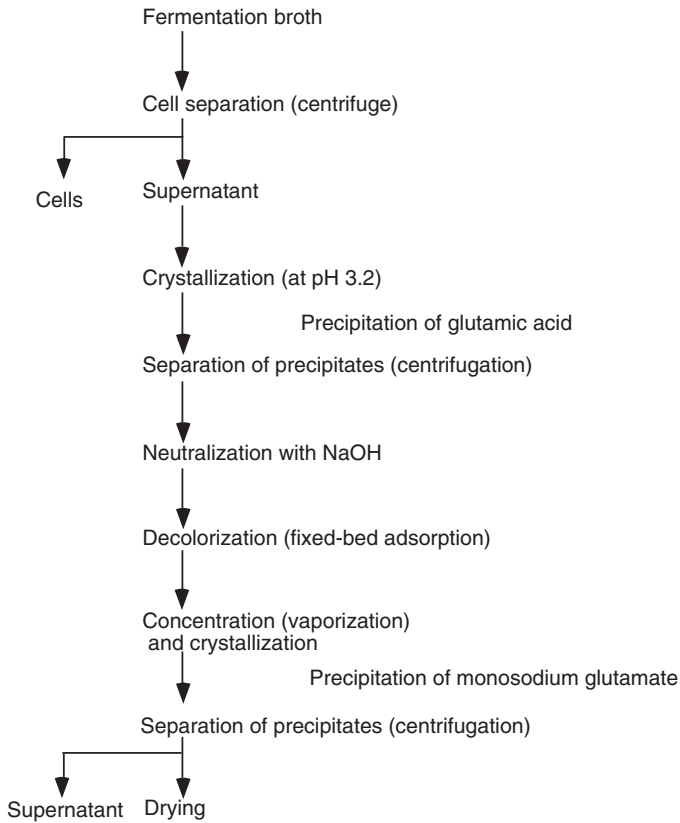 Fermentation broth
Cell separation (centrifuge)
Cells
Supernatant
Crystallization (at pH 3.2)
Precipitation of glutamic acid
Separation of precipitates (centrifugation)
Neutralization with NaOH
Decolorization (fixed-bed adsorption)
Concentration (vaporization)
and crystallization
Precipitation of monosodium glutamate
Separation of precipitates (centrifugation)
Supernatant
Drying